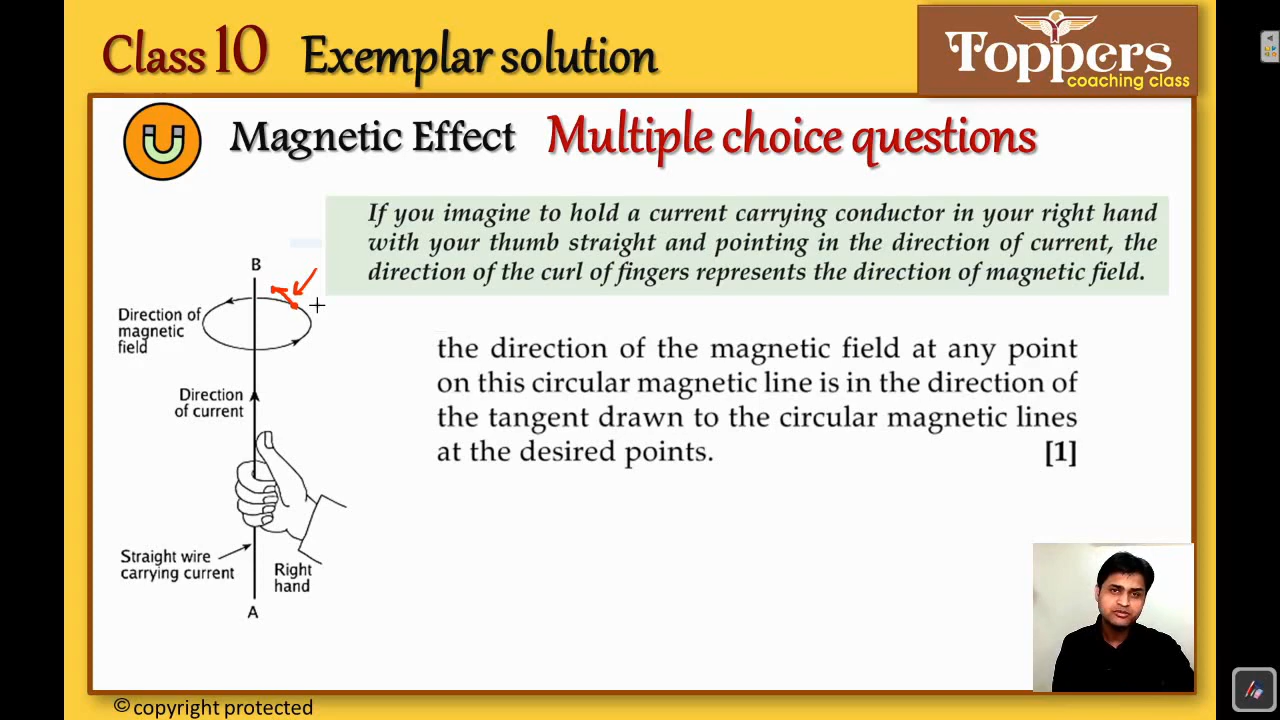 Class 10 Exemplar solution
Toppers
coaching class
Magnetic Effect Multiple choice questions
If you imagine to hold a current carrying conductor in your right hand
with your thumb straight and pointing in the direction of current, the
direction of the curl of fingers represents the direction of magnetic field.
B
Direction of
magnetic
field
Direction
of current
Straight wire
carrying current
Right
hand
A
the direction of the magnetic field at any point
on this circular magnetic line is in the direction of
the tangent drawn to the circular magnetic lines
at the desired points. [1]
© copyright protected